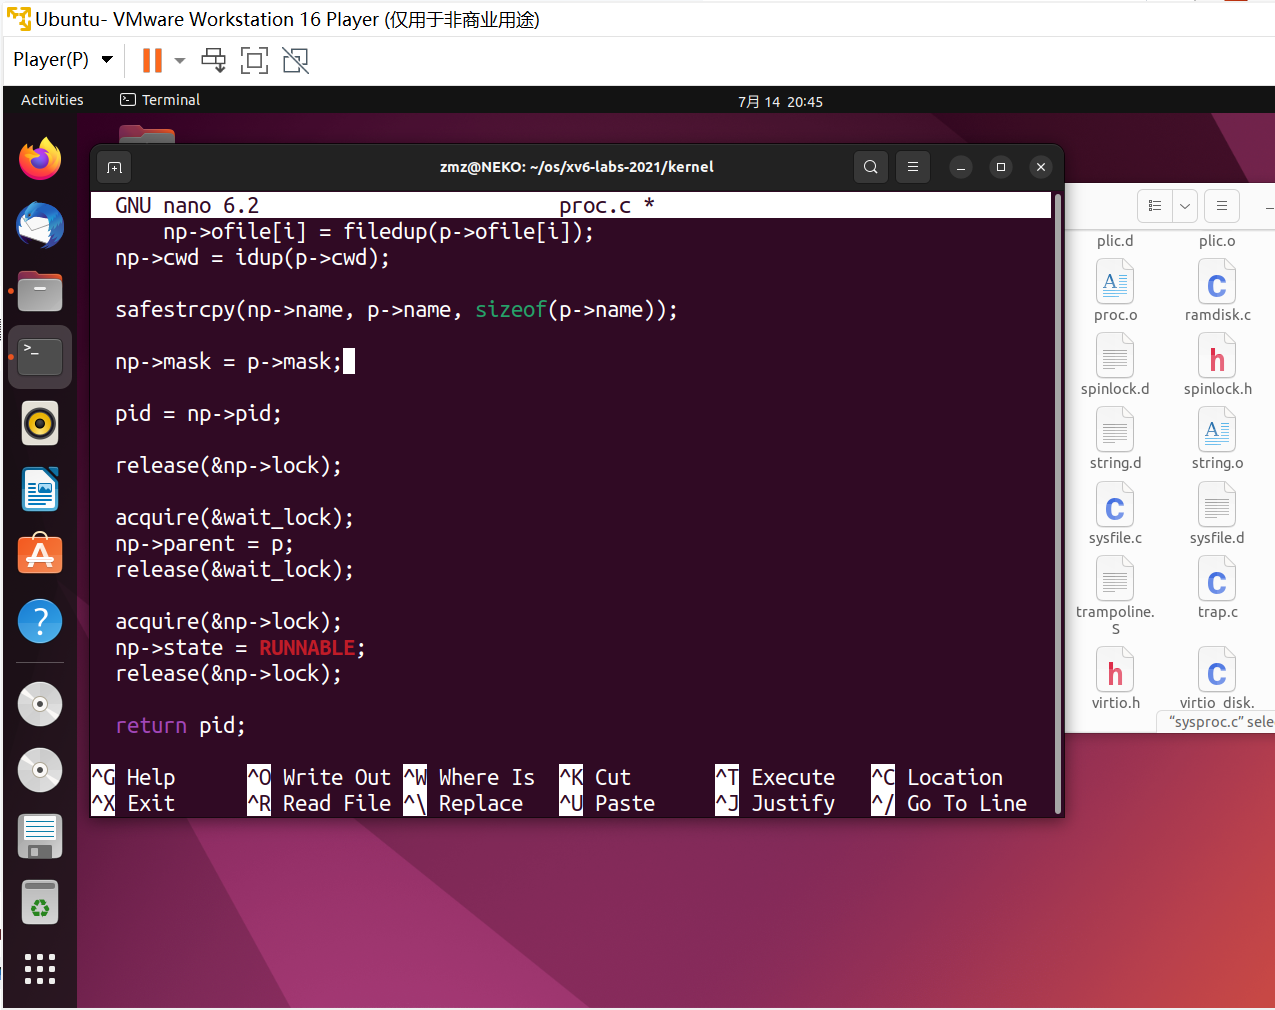 Ubuntu- VMware Workstation 16 Player (仅用于非商业用途)
Player(P)
Activities
Terminal
7月 14 20:45
zmz@NEKO: ~/os/xv6-labs-2021/kernel
GNU nano 6.2
proc.c *
np->ofile[i] = filedup(p->ofile[i]);
np->cwd = idup(p->cwd);
safestrcpy(np->name, p->name, sizeof(p->name));
np->mask = p->mask;
pid = np->pid;
release(&np->lock);
acquire(&wait_lock);
np->parent = p;
release(&wait_lock);
acquire(&np->lock);
np->state = RUNNABLE;
release(&np->lock);
return pid;
^G Help ^O Write Out ^W Where Is ^K Cut ^T Execute ^C Location
^X Exit ^R Read File ^\ Replace ^U Paste ^J Justify ^/ Go To Line
plic.d plic.o
proc.o ramdisk.c
spinlock.d spinlock.h
string.d string.o
sysfile.c sysfile.d
trampoline. trap.c
S
virtio.h virtio_disk.
“sysproc.c” sele